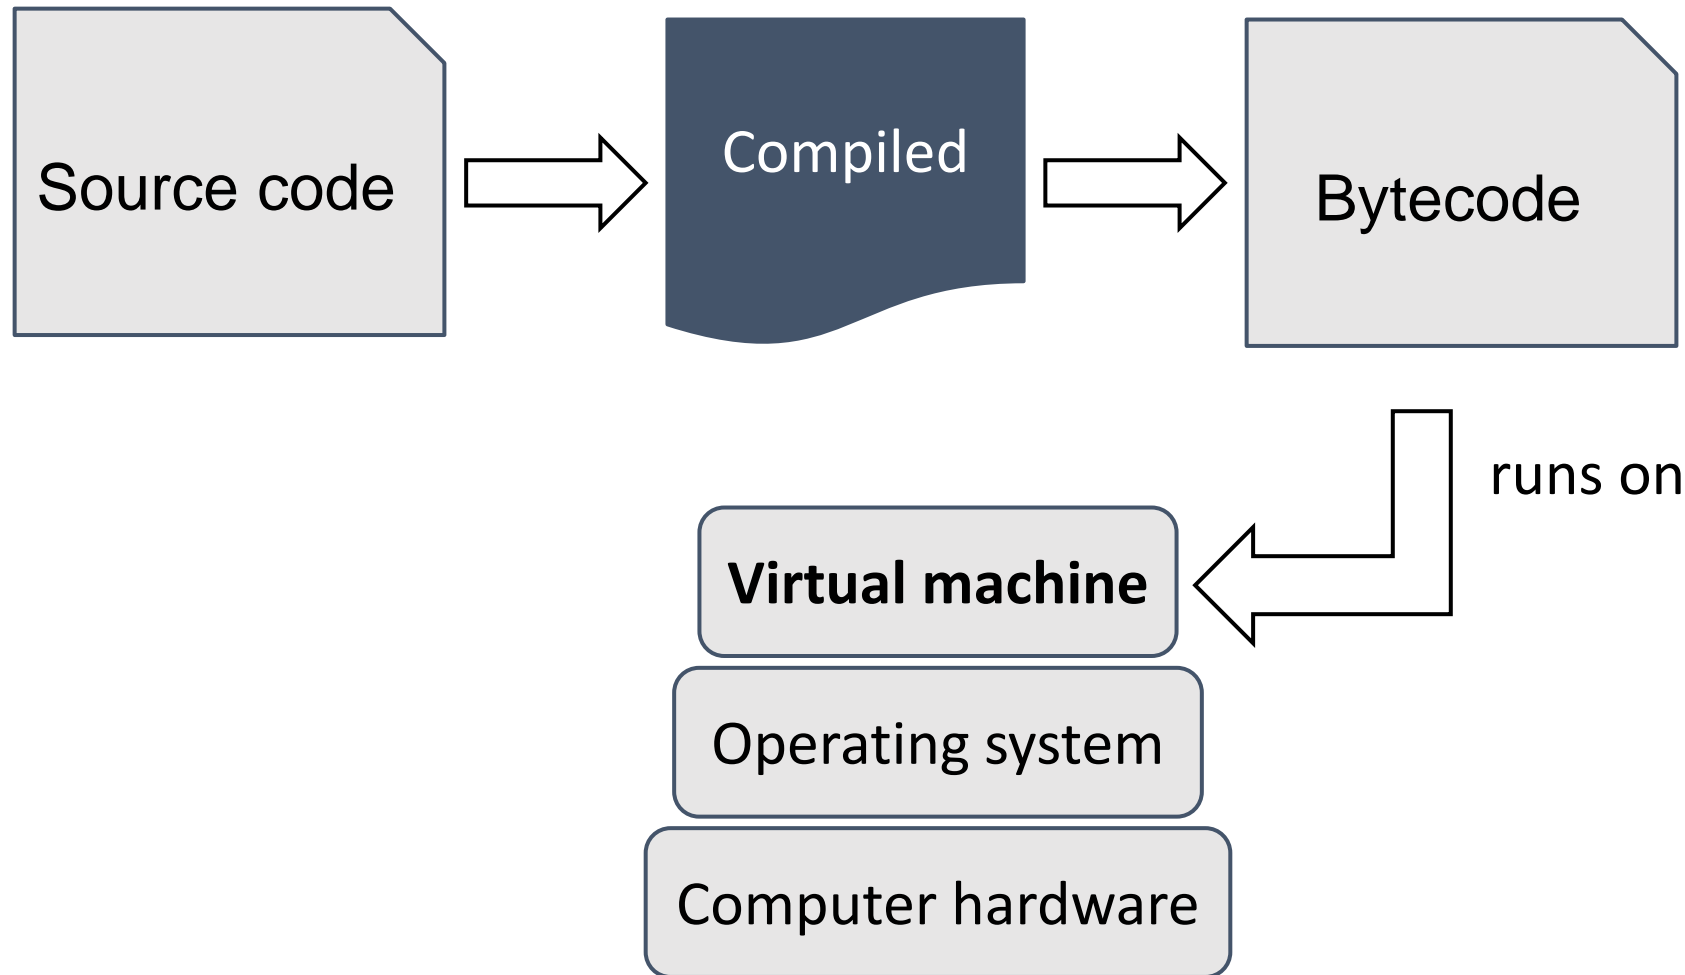 Source code
Compiled
Bytecode
runs on
Virtual machine
Operating system
Computer hardware